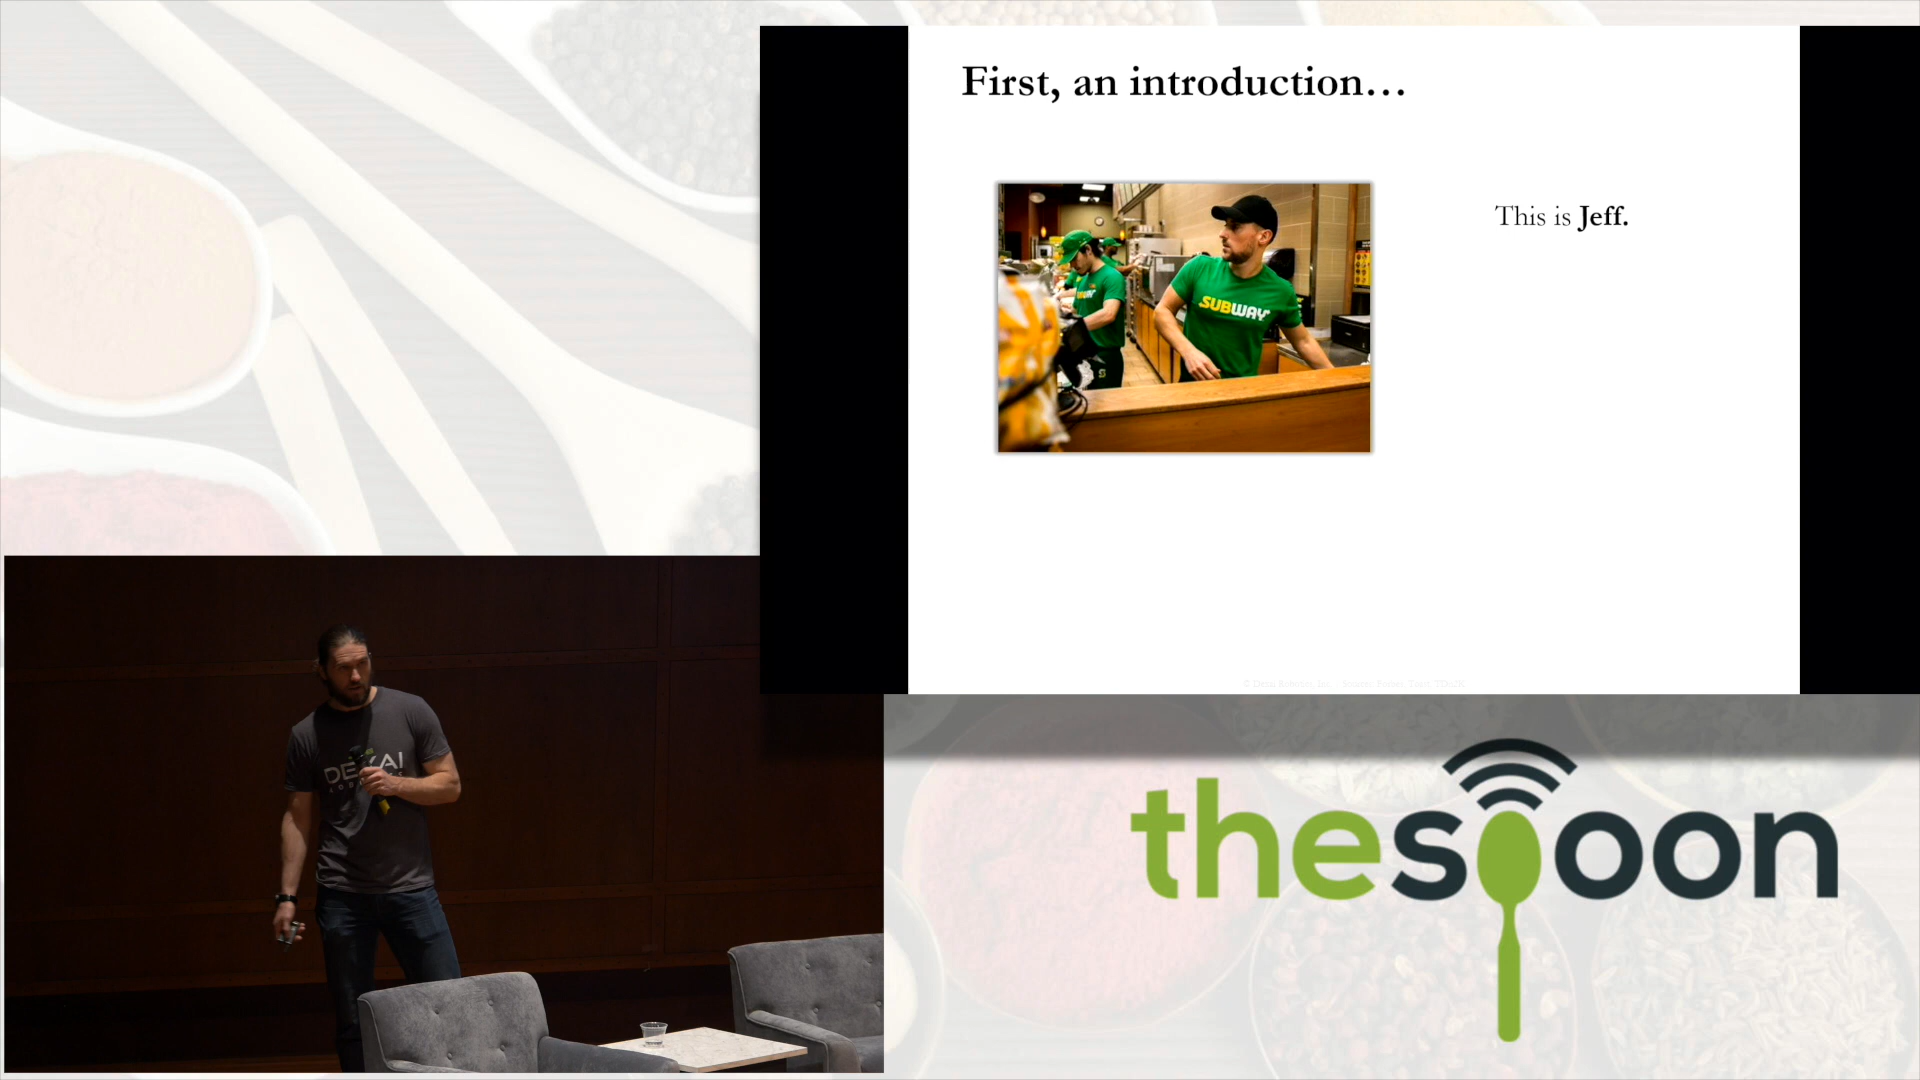 First, an introduction…
This is Jeff.
SUBWAY
thespoon